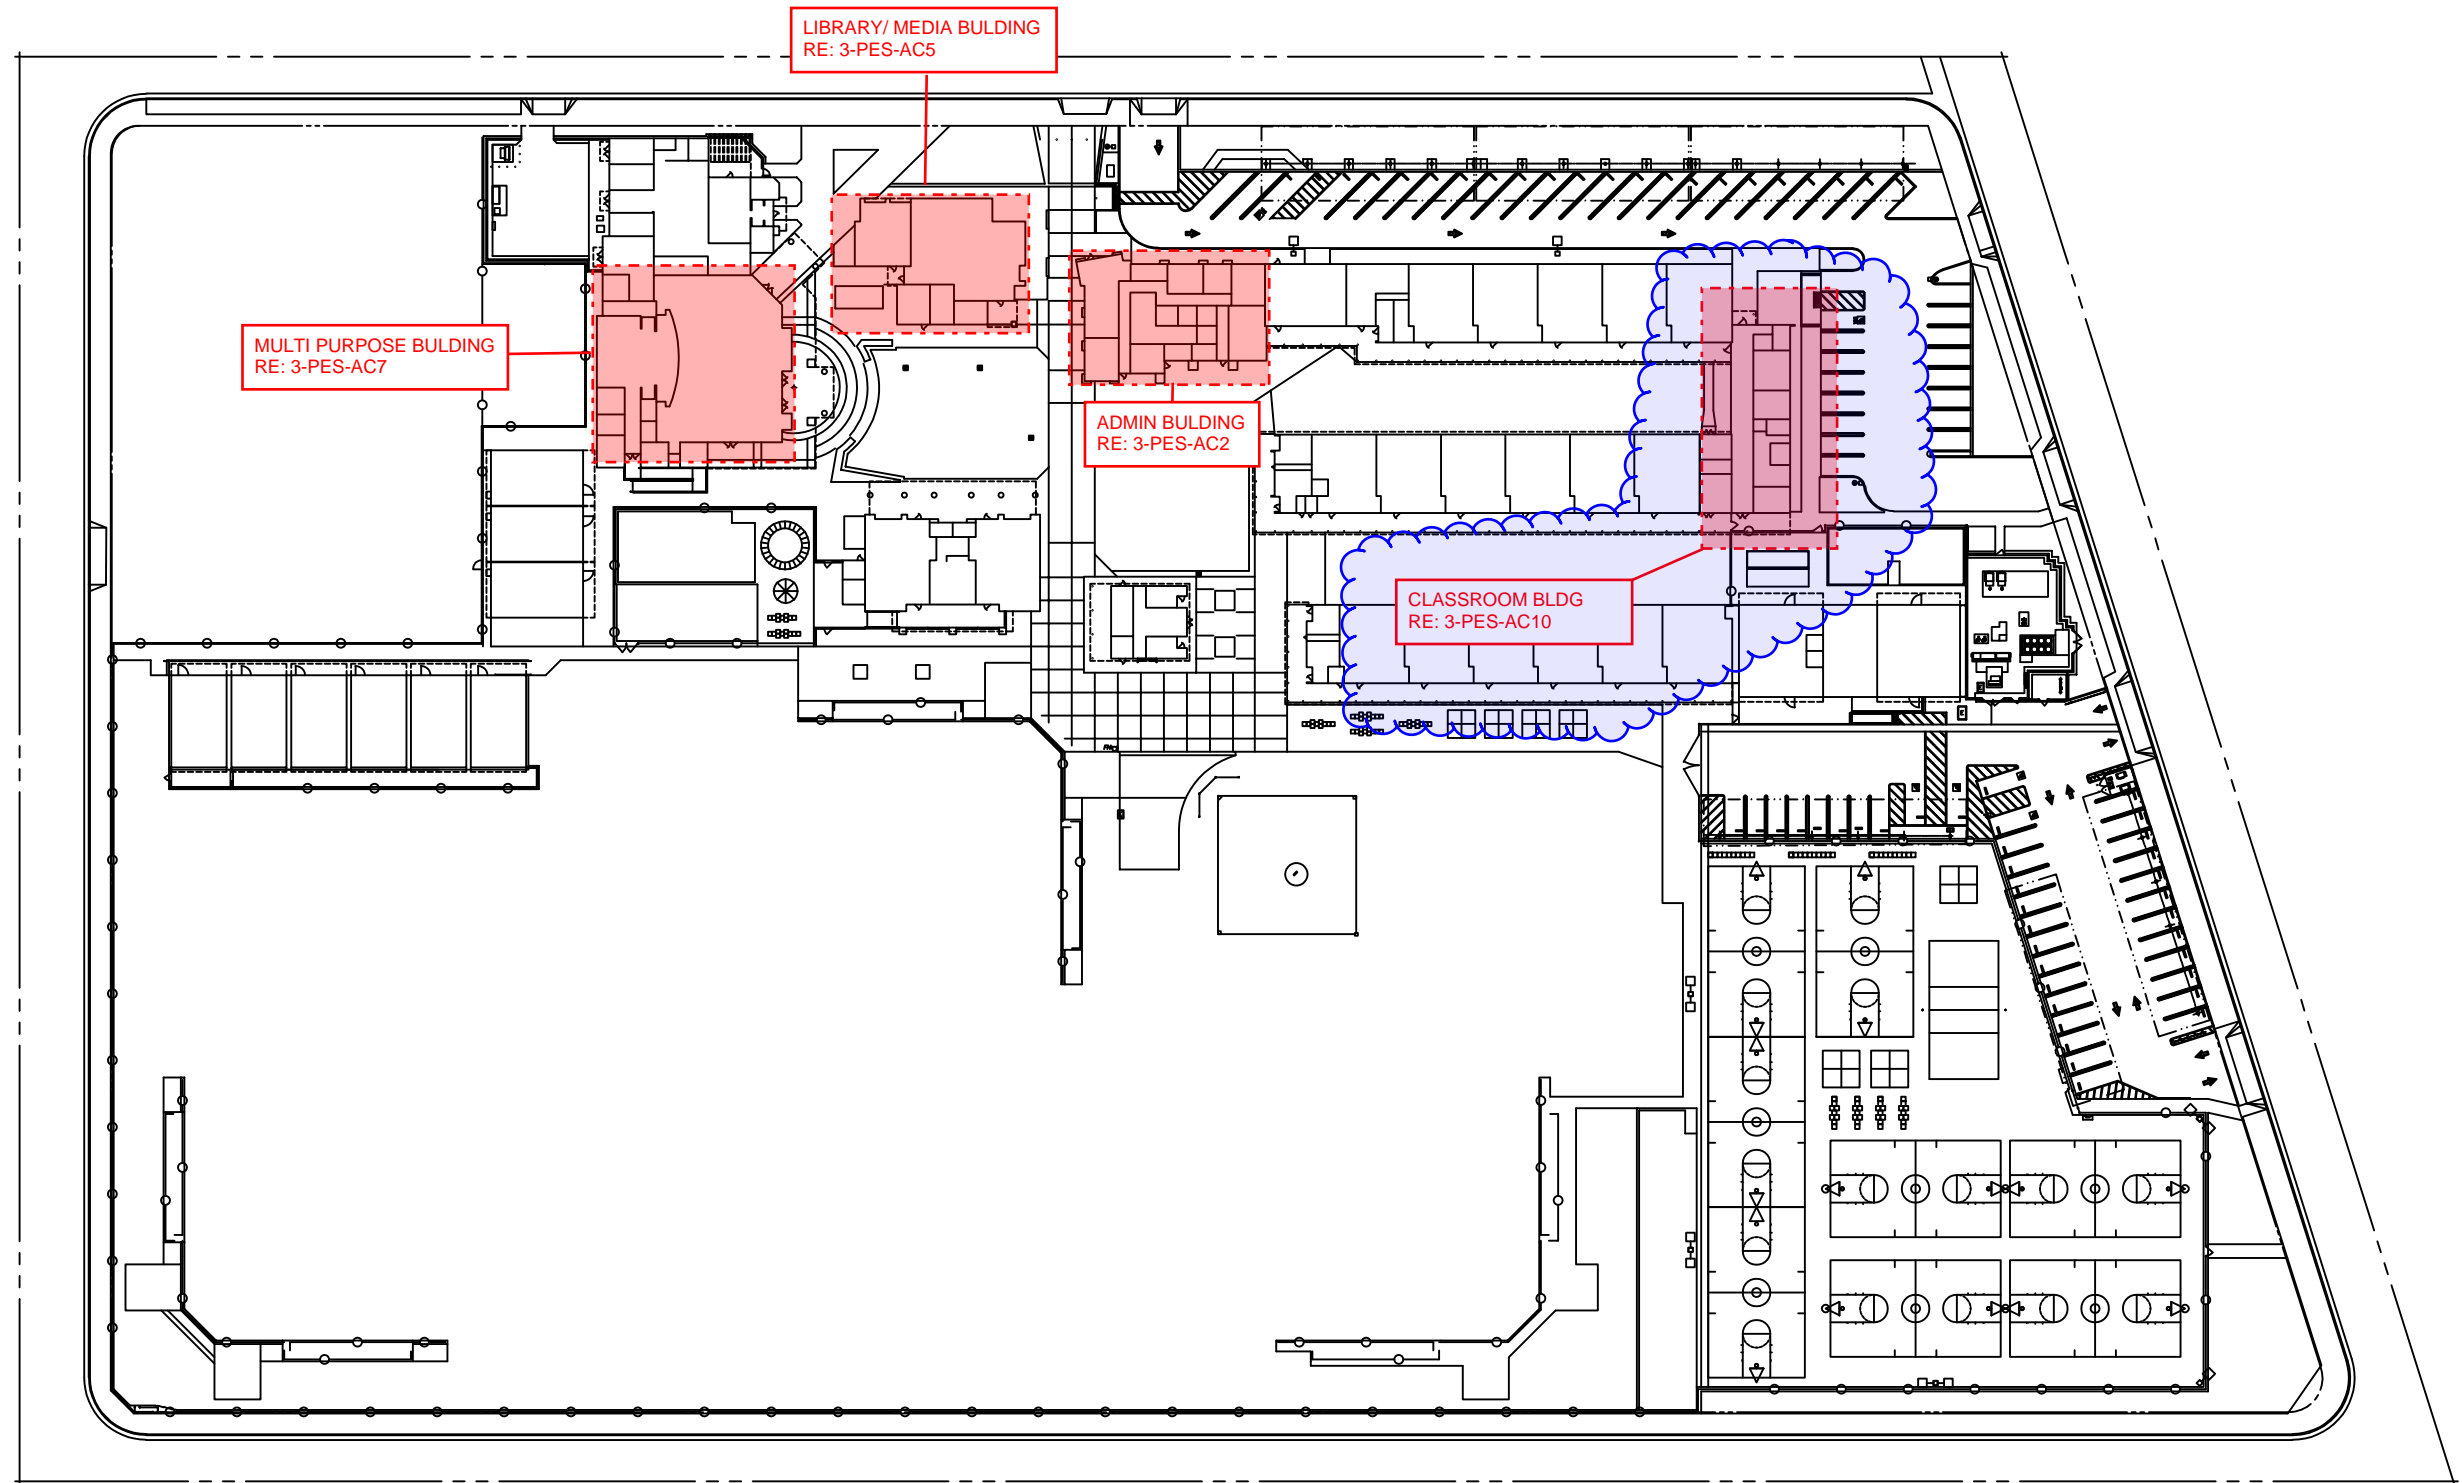 LIBRARY/ MEDIA BULDING
RE: 3-PES-AC5
MULTI PURPOSE BULDING
RE: 3-PES-AC7
ADMIN BULDING
RE: 3-PES-AC2
CLASSROOM BLDG
RE: 3-PES-AC10